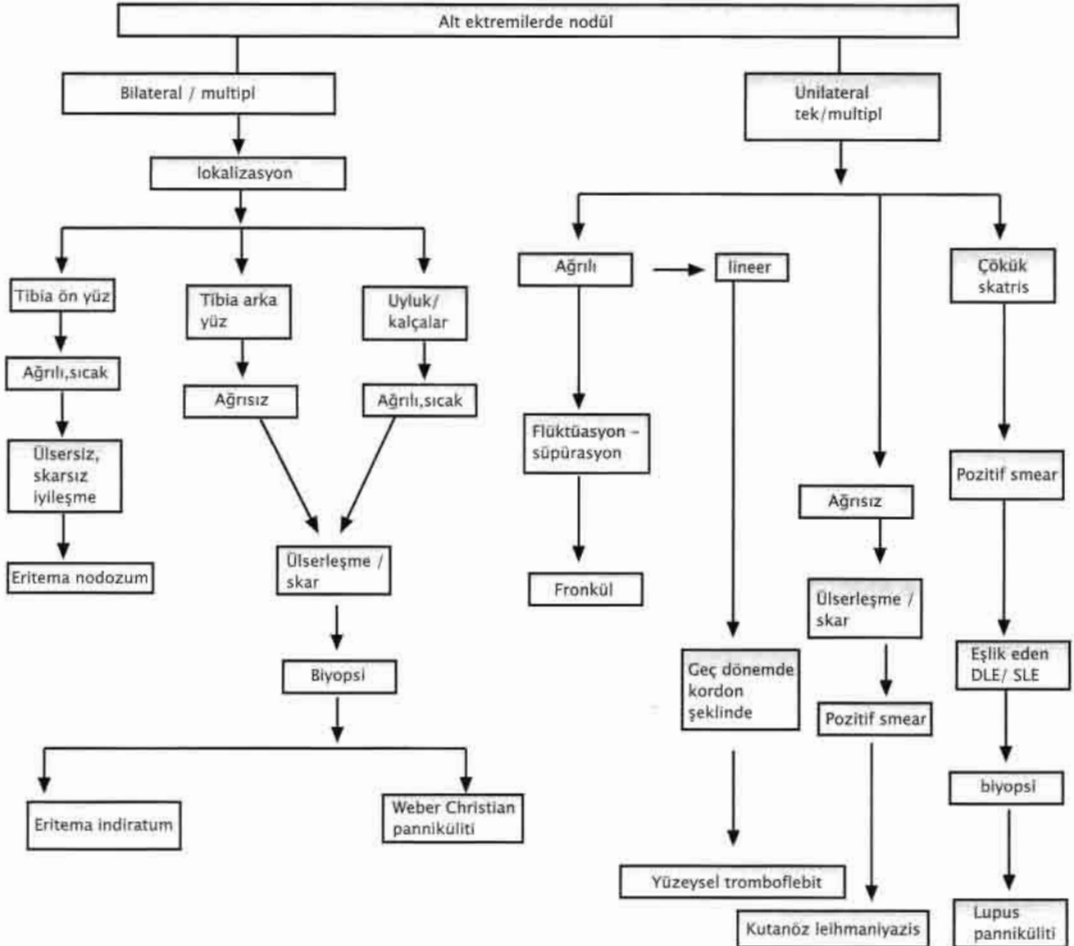 Alt ektremilerde nodül
Bilateral / multipl
Unilateral
tek/multipl
lokalizasyon
Ağrılı
lineer
Çökük
skatris
Tibia ön yüz
Tibia arka
yüz
Uyluk/
kalçalar
Ağrılı,sıcak
Ağrısız
Ağrılı,sıcak
Flüktüasyon –
süpürasyon
Ülsersiz,
skarsız
iyileşme
Pozitif smear
Ağrısız
Eritema nodozum
Ülserleşme /
skar
Fronkül
Ülserleşme /
skar
Biyopsi
Geç dönemde
kordon
şeklinde
Eşlik eden
DLE/ SLE
Pozitif smear
Eritema indiratum
Weber Christian
panniküliti
biyopsi
Yüzeysel tromboflebit
Kutanöz leihmaniyazis
Lupus
panniküliti